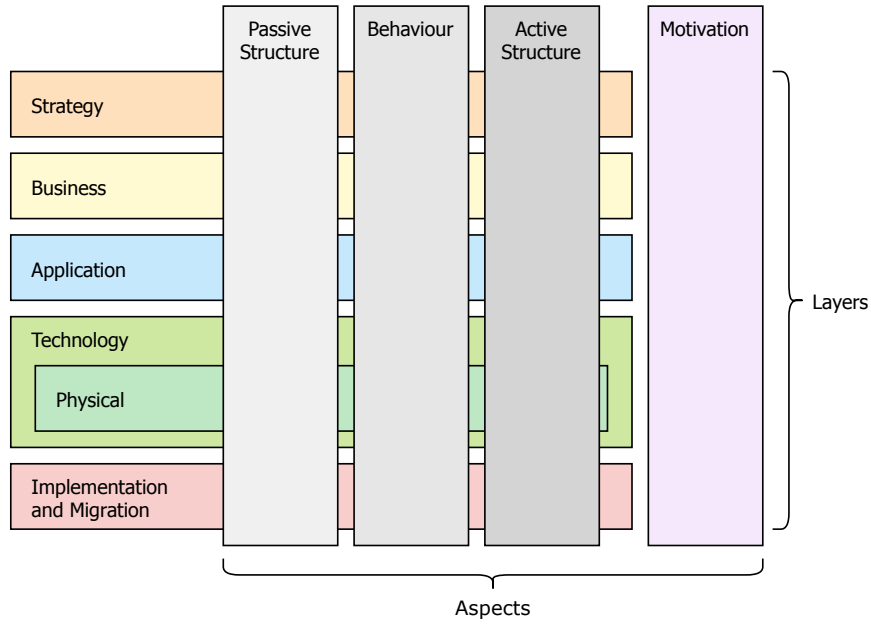 Passive
Structure
Behaviour
Active
Structure
Motivation
Strategy
Business
Application
Technology
Physical
Implementation
and Migration
Layers
Aspects